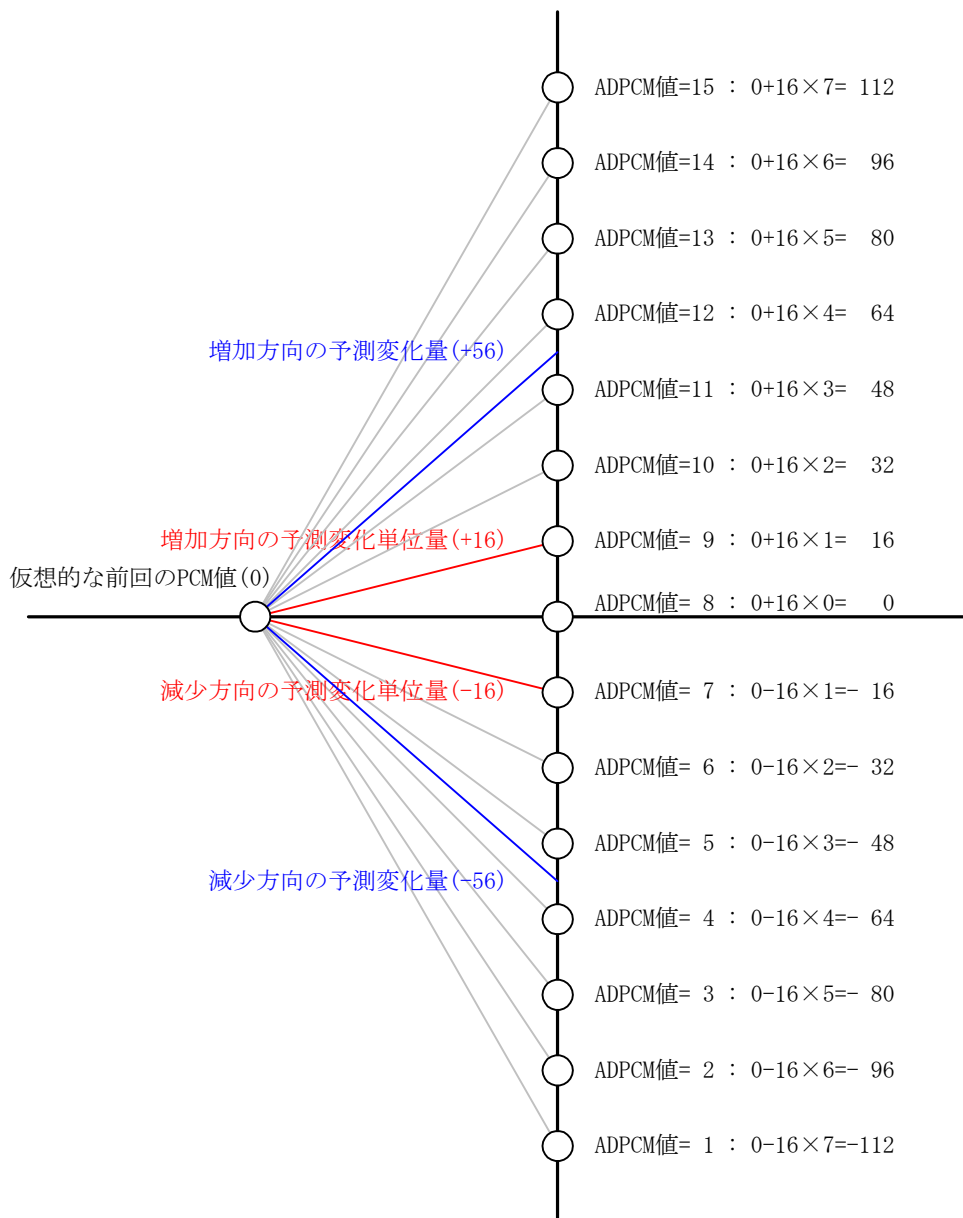 ADPCM値=15 : 0+16×7= 112
ADPCM値=14 : 0+16×6=  96
ADPCM値=13 : 0+16×5=  80
ADPCM値=12 : 0+16×4=  64
増加方向の予測変化量(+56)
ADPCM値=11 : 0+16×3=  48
ADPCM値=10 : 0+16×2=  32
増加方向の予測変化単位量(+16)
ADPCM値= 9 : 0+16×1=  16
仮想的な前回のPCM値(0)
ADPCM値= 8 : 0+16×0=   0
減少方向の予測変化単位量(-16)
ADPCM値= 7 : 0-16×1=- 16
ADPCM値= 6 : 0-16×2=- 32
ADPCM値= 5 : 0-16×3=- 48
減少方向の予測変化量(-56)
ADPCM値= 4 : 0-16×4=- 64
ADPCM値= 3 : 0-16×5=- 80
ADPCM値= 2 : 0-16×6=- 96
ADPCM値= 1 : 0-16×7=-112